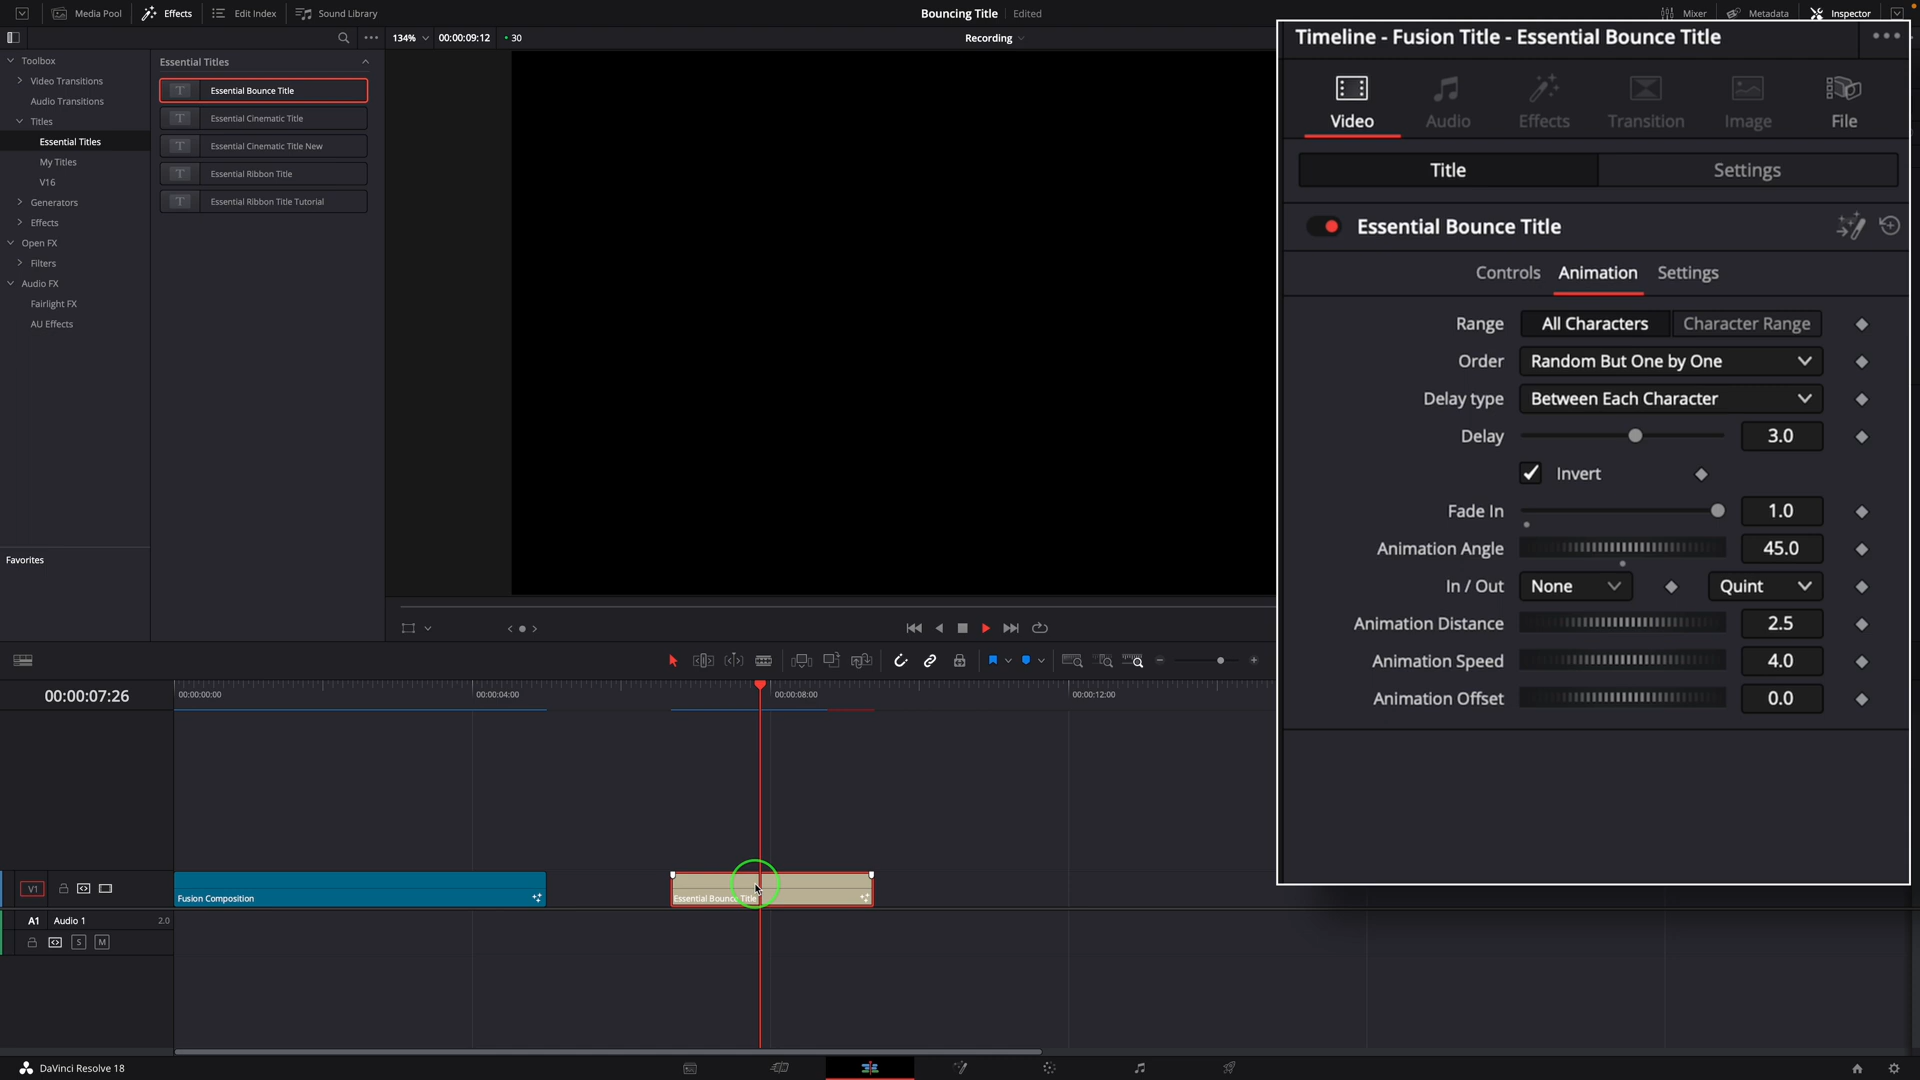 Media Pool Effects Edit Index Sound Library Bouncing Title Edited Mixer Metadata Inspector
134% 00:00:09:12 30 Recording
Toolbox
Video Transitions
Audio Transitions
Titles
Essential Titles
My Titles
V16
Generators
Effects
Open FX
Filters
Audio FX
Fairlight FX
AU Effects
Favorites
Essential Titles
T Essential Bounce Title
T Essential Cinematic Title
T Essential Cinematic Title New
T Essential Ribbon Title
T Essential Ribbon Title Tutorial
Timeline - Fusion Title - Essential Bounce Title
Video Audio Effects Transition Image File
Title Settings
Essential Bounce Title
Controls Animation Settings
Range All Characters Character Range
Order Random But One by One
Delay type Between Each Character
Delay 3.0
Invert
Fade In 1.0
Animation Angle 45.0
In / Out None Quint
Animation Distance 2.5
Animation Speed 4.0
Animation Offset 0.0
00:00:07:26 00:00:00:00 00:00:04:00 00:00:08:00 00:00:12:00
V1
Fusion Composition Essential Bounce Title
A1 Audio 1 2.0
S M
DaVinci Resolve 18